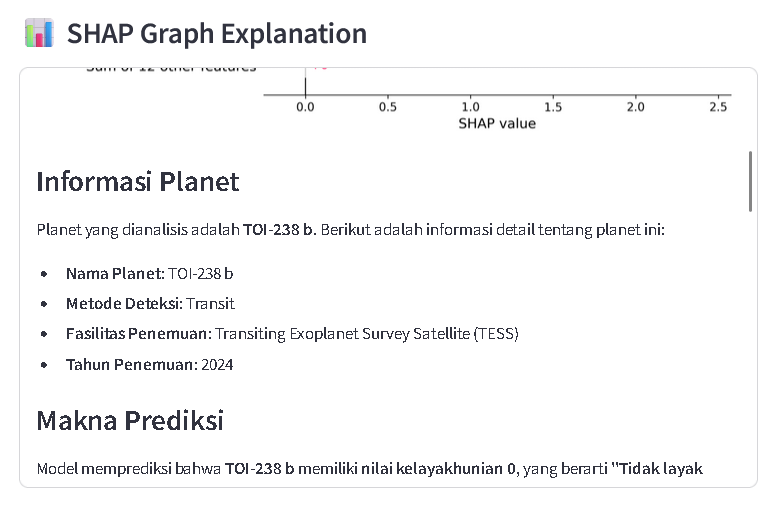 SHAP Graph Explanation
Sum of 12 other features
0.0 0.5 1.0 1.5 2.0 2.5
SHAP value
Informasi Planet
Planet yang dianalisis adalah TOI-238 b. Berikut adalah informasi detail tentang planet ini:
Nama Planet: TOI-238 b
Metode Deteksi: Transit
Fasilitas Penemuan: Transiting Exoplanet Survey Satellite (TESS)
Tahun Penemuan: 2024
Makna Prediksi
Model memprediksi bahwa TOI-238 b memiliki nilai kelayakhunian 0, yang berarti "Tidak layak